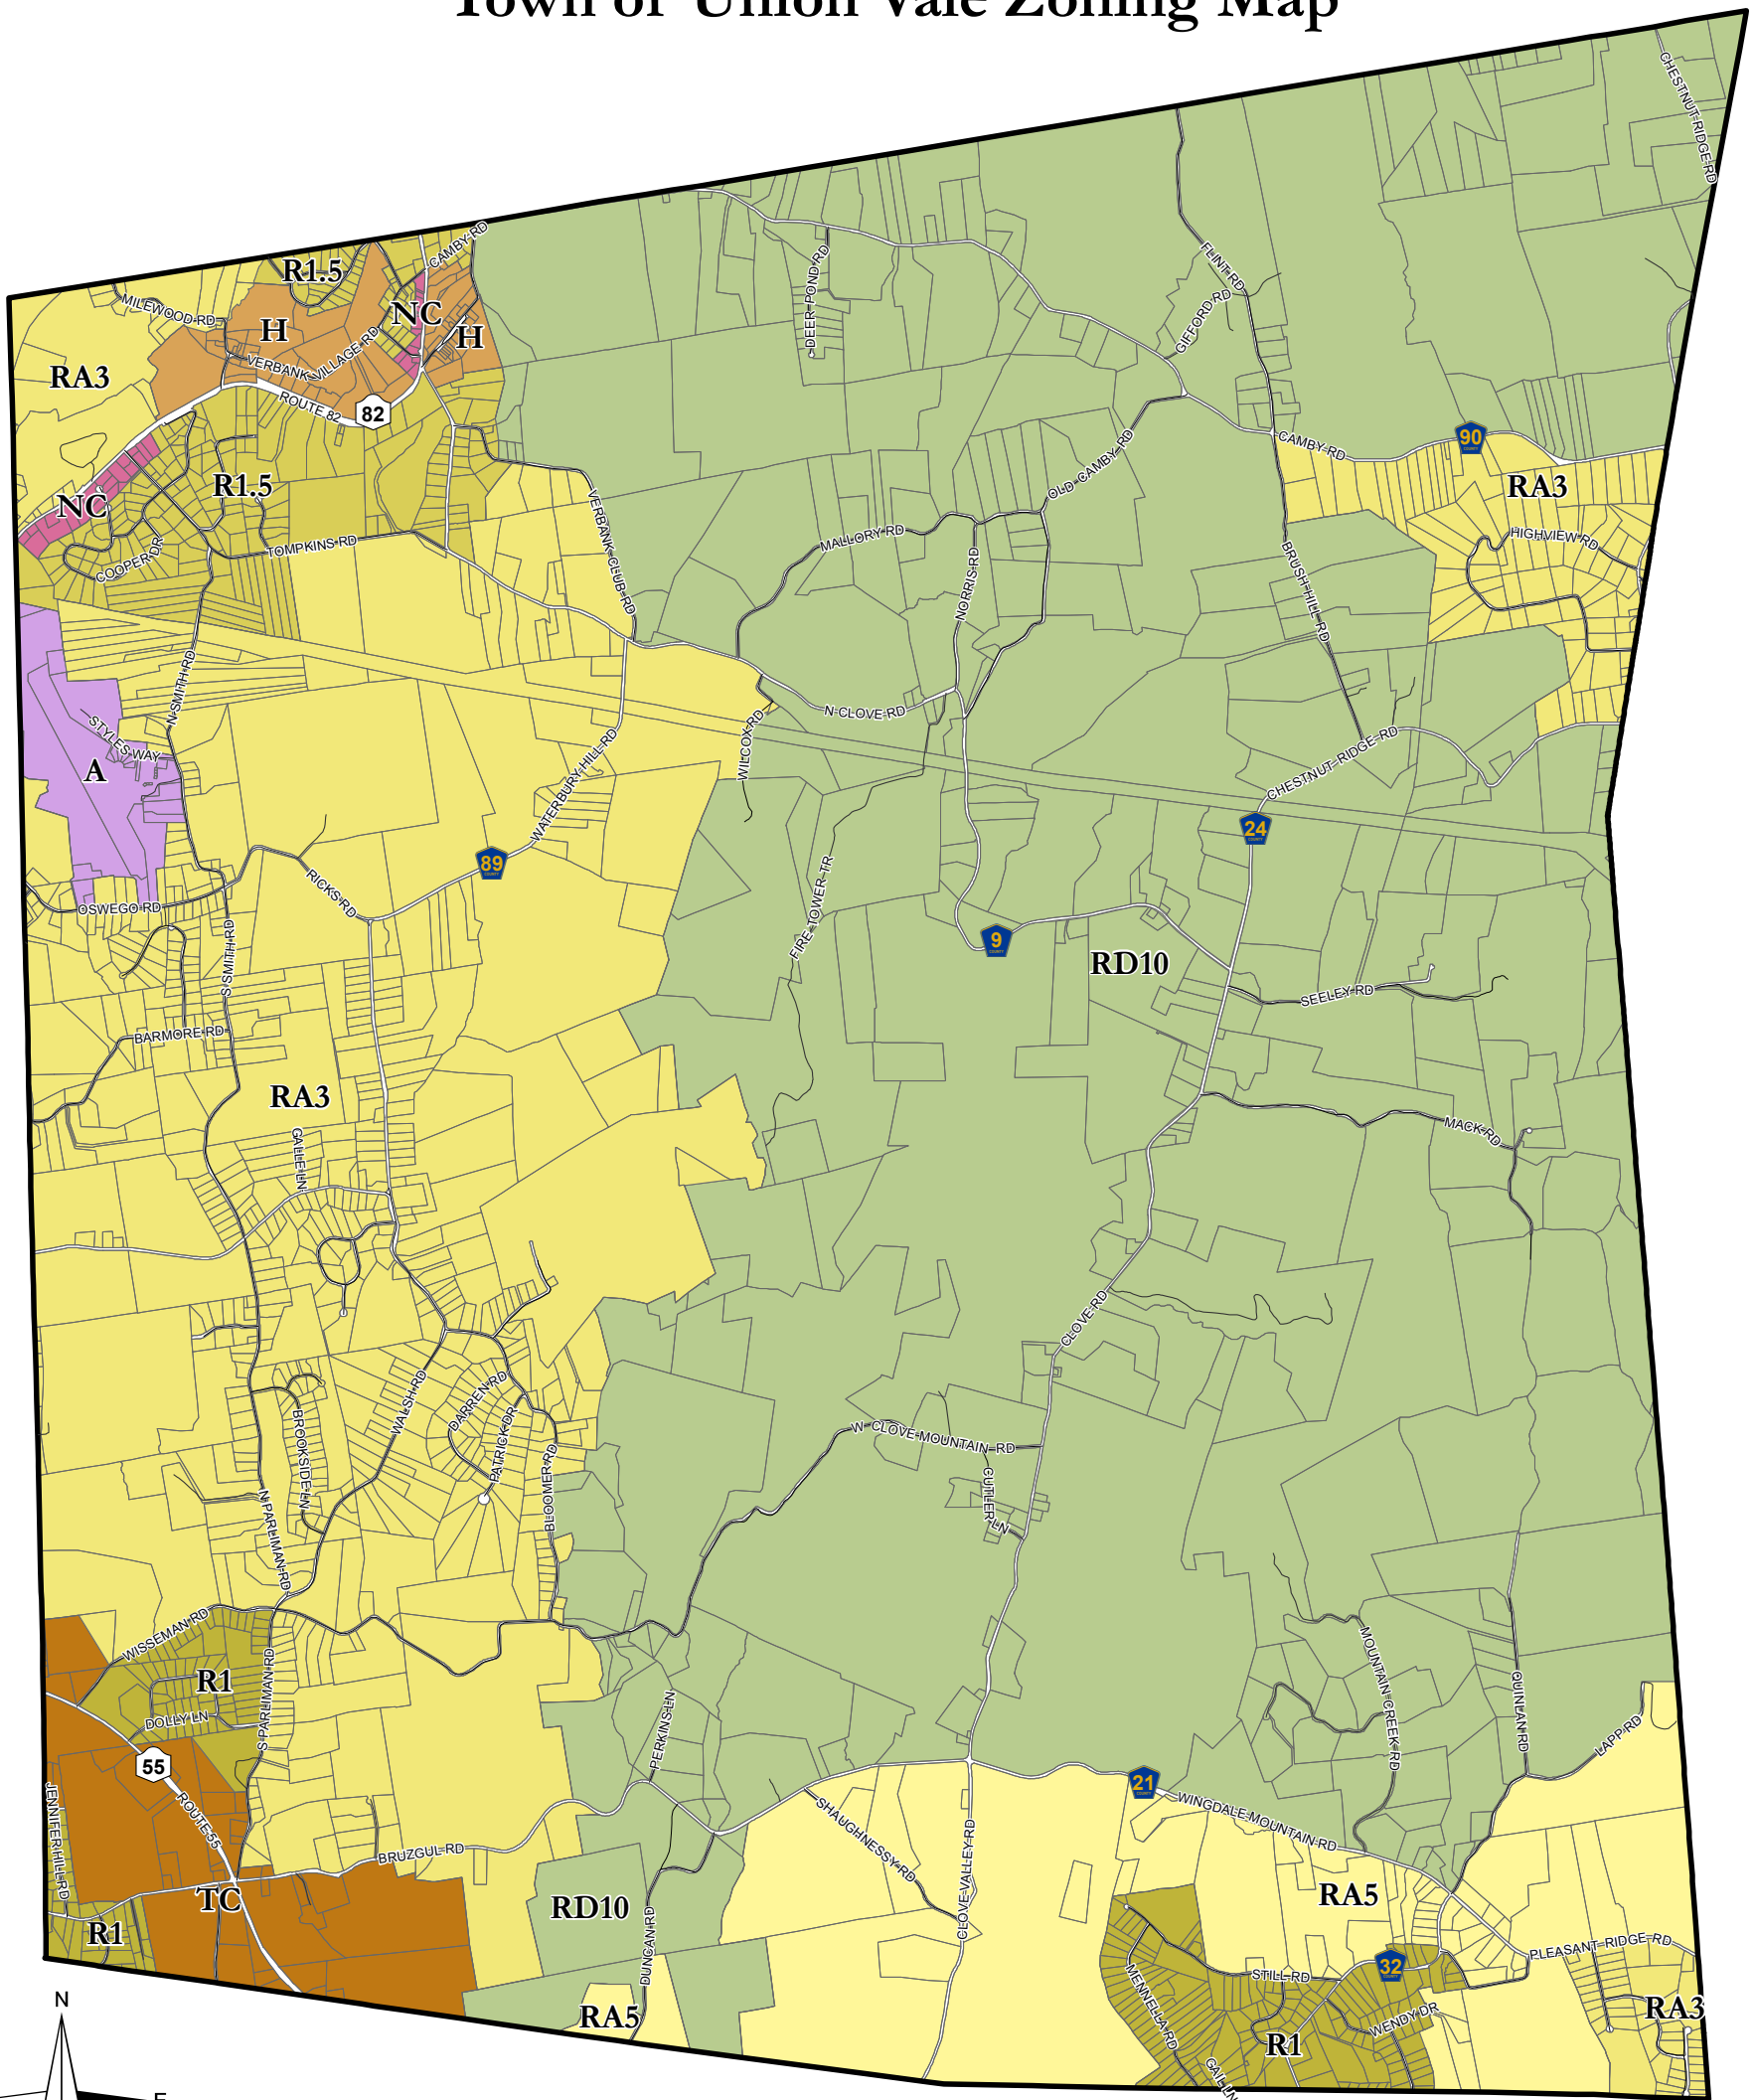 Town of Union Vale Zoning Map
CHESTNUT RIDGE RD
CAMBY RD
R1.5
MILEWOOD RD
NC
H
H
VERBANK VILLAGE RD
RA3
ROUTE 82
82
DEER POND RD
FLINT RD
GIFFORD RD
CAMBY RD
90
RA3
HIGHVIEW RD
OLD CAMBY RD
MALLORY RD
NORRIS RD
BRUSH HILL RD
R1.5
NC
COOPER DR
TOMPKINS RD
VERBANK CLUB RD
N SMITH RD
STYLES WAY
A
N CLOVE RD
WILCOX RD
WATERBURY HILL RD
CHESTNUT RIDGE RD
24
COUNTY
89
COUNTY
RICKS RD
OSWEGO RD
S SMITH RD
FIRE TOWER TR
9
COUNTY
RD10
SEELEY RD
BARMORE RD
RA3
GALLE LN
MACK RD
CLOVE RD
WALSH RD
DARREN RD
PATRICK DR
BROOKSIDE LN
BLOOMER RD
W CLOVE MOUNTAIN RD
CUTLER LN
N PARLIMAN RD
WISSEMAN RD
R1
DOLLY LN
S PARLIMAN RD
PERKINS LN
MOUNTAIN CREEK RD
QUINLAN RD
LAPP RD
55
ROUTE 55
JENNIFER HILL RD
21
COUNTY
WINGDALE MOUNTAIN RD
SHAUGHNESSY RD
CLOVE VALLEY RD
BRUZGUL RD
TC
R1
RD10
DUNCAN RD
RA5
RA5
PLEASANT RIDGE RD
32
COUNTY
STILL RD
MENNELLA RD
WENDY DR
R1
GAIL LN
RA3
N
E